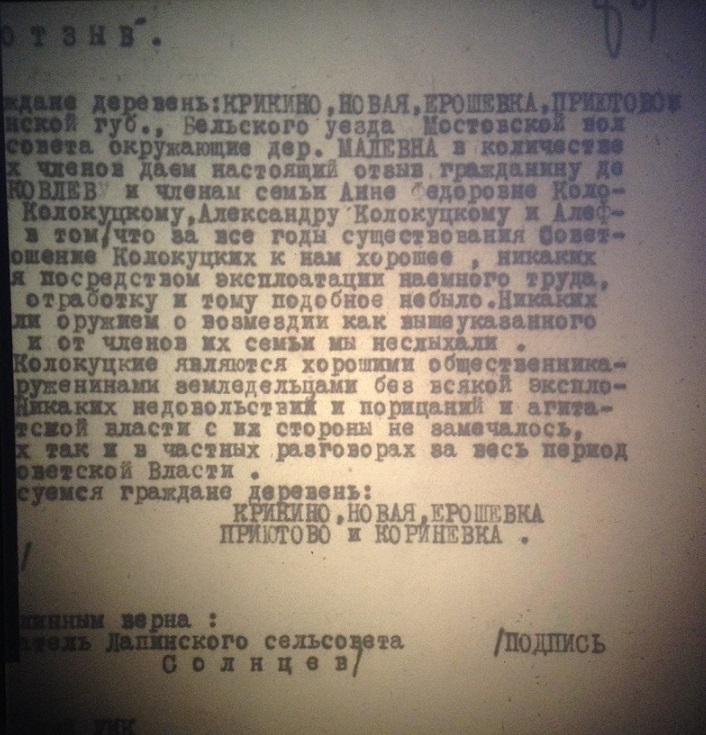 ОТЗЫВ.
ждане деревень:КРИКИНО,НОВАЯ,ЕРОШЕВКА,ПРИЮТОВО
нской губ., Бельского уезда Мостовской вол
совета окружающие дер. МАЛЕВНА в количестве
х членов даем настоящий отзыв гражданину де
КОВЛЕВ и членам семьи Анне Федоровне Коло-
Колокуцкому,Александру Колокуцкому и Алеф-
в том/что за все годы существования Совет-
ошение Колокуцких к нам хорошее , никаких
я посредством эксплоатации наемного труда,
отработку и тому подобное небыло.Никаких
ли оружием о возмездии как вышеуказанного
и от членов их семьи мы неслыхали .
Колокуцкие являются хорошими общественника-
руженинами земледельцами без всякой экспло-
Никаких недовольствий и порицаний и агита-
тской власти с их стороны не замечалось,
х так и в частных разговорах за весь период
оветской Власти .
суемся граждане деревень:
КРИКИНО,НОВАЯ,ЕРОШЕВКА
ПРИЮТОВО и КОРИНЕВКА .
/
линным верна :
атель Лапинского сельсовета /ПОДПИСЬ
Солнцев/
УИК